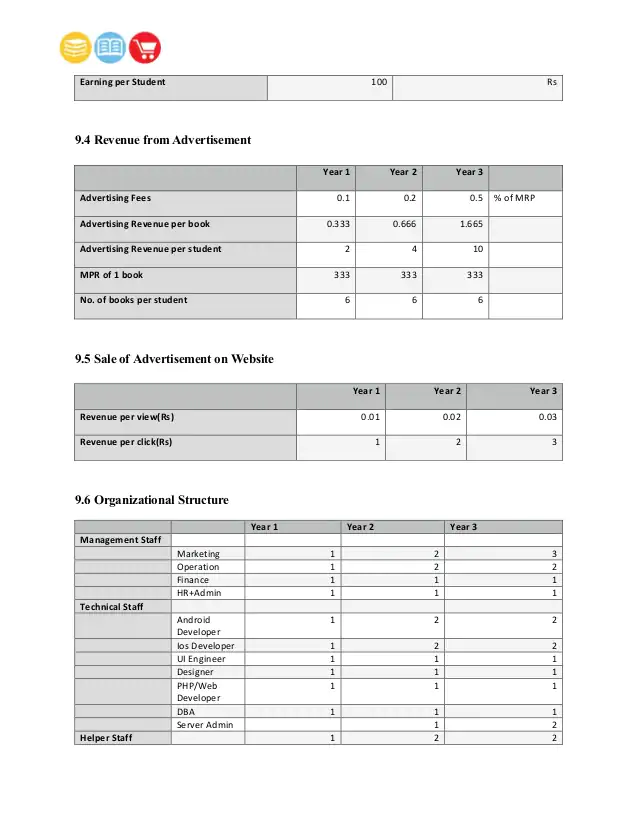 Earning per Student 100 Rs
9.4 Revenue from Advertisement
Year 1 Year 2 Year 3
Advertising Fees 0.1 0.2 0.5 % of MRP
Advertising Revenue per book 0.333 0.666 1.665
Advertising Revenue per student 2 4 10
MPR of 1 book 333 333 333
No. of books per student 6 6 6
9.5 Sale of Advertisement on Website
Year 1 Year 2 Year 3
Revenue per view(Rs) 0.01 0.02 0.03
Revenue per click(Rs) 1 2 3
9.6 Organizational Structure
Year 1 Year 2 Year 3
Management Staff
Marketing 1 2 3
Operation 1 2 2
Finance 1 1 1
HR+Admin 1 1 1
Technical Staff
Android 1 2 2
Developer
Ios Developer 1 2 2
UI Engineer 1 1 1
Designer 1 1 1
PHP/Web 1 1 1
Developer
DBA 1 1 1
Server Admin 1 2
Helper Staff 1 2 2